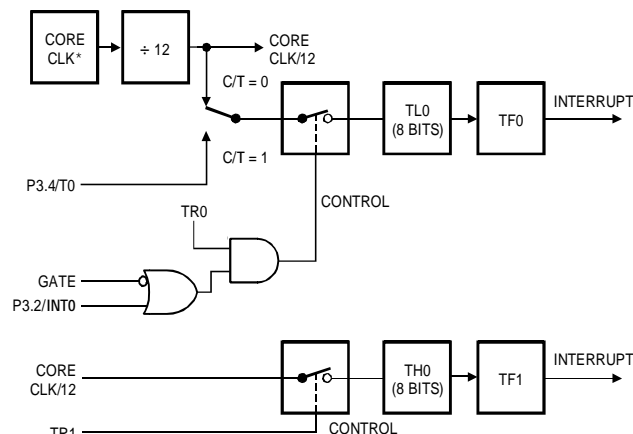 CORE
CLK*
÷ 12
CORE
CLK/12
C/T = 0
TL0
(8 BITS)
TF0
INTERRUPT
C/T = 1
P3.4/T0
TR0
CONTROL
GATE
P3.2/INT0
CORE
CLK/12
TH0
(8 BITS)
TF1
INTERRUPT
TR1
CONTROL